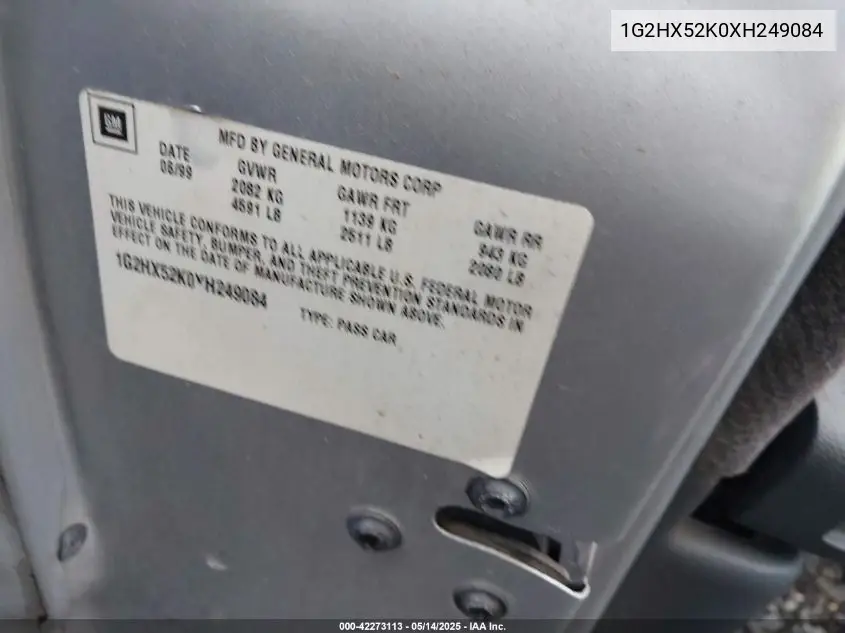 1G2HX52K0XH249084
GM
MFD BY GENERAL MOTORS CORP
DATE GVWR GAWR FRT GAWR RR
08/99 2082 KG 1139 KG 943 KG
4591 LB 2511 LB 2080 LB
THIS VEHICLE CONFORMS TO ALL APPLICABLE U.S. FEDERAL MOTOR
VEHICLE SAFETY, BUMPER, AND THEFT PREVENTION STANDARDS IN
EFFECT ON THE DATE OF MANUFACTURE SHOWN ABOVE.
1G2HX52K0XH249084 TYPE: PASS CAR
000-42273113 - 05/14/2025 - IAA Inc.